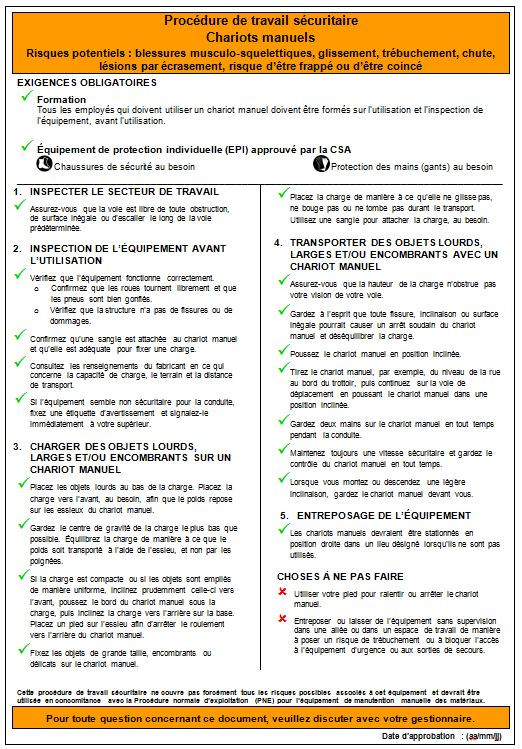 Procédure de travail sécuritaire
Chariots manuels
Risques potentiels : blessures musculo-squelettiques, glissement, trébuchement, chute,
lésions par écrasement, risque d'être frappé ou d'être coincé
EXIGENCES OBLIGATOIRES
Formation
Tous les employés qui doivent utiliser un chariot manuel doivent être formés sur l'utilisation et l'inspection de
l'équipement, avant l'utilisation.
Équipement de protection individuelle (EPI) approuvé par la CSA
Chaussures de sécurité au besoin
Protection des mains (gants) au besoin
1. INSPECTER LE SECTEUR DE TRAVAIL
Assurez-vous que la voie est libre de toute obstruction,
de surface inégale ou d'escalier le long de la voie
prédéterminée.
2. INSPECTION DE L'ÉQUIPEMENT AVANT
L'UTILISATION
Vérifiez que l'équipement fonctionne correctement.
o Confirmez que les roues tournent librement et que
les pneus sont bien gonflés.
o Vérifiez que la structure n'a pas de fissures ou de
dommages.
Confirmez qu'une sangle est attachée au chariot manuel
et qu'elle est adéquate pour fixer une charge.
Consultez les renseignements du fabricant en ce qui
concerne la capacité de charge, le terrain et la distance
de transport.
Si l'équipement semble non sécuritaire pour la conduite,
fixez une étiquette d'avertissement et signalez-le
immédiatement à votre supérieur.
3. CHARGER DES OBJETS LOURDS,
LARGES ET/OU ENCOMBRANTS SUR UN
CHARIOT MANUEL
Placez les objets lourds au bas de la charge. Placez la
charge vers l'avant, au besoin, afin que le poids repose
sur les essieux du chariot manuel.
Gardez le centre de gravité de la charge le plus bas que
possible. Équilibrez la charge de manière à ce que le
poids soit transporté à l'aide de l'essieu, et non par les
poignées.
Si la charge est compacte ou si les objets sont empilés
de manière uniforme, inclinez prudemment celle-ci vers
l'avant, poussez le bord du chariot manuel sous la
charge, puis inclinez la charge vers l'arrière sur la base.
Placez un pied sur l'essieu afin d'arrêter le roulement
vers l'arrière du chariot manuel.
Fixez les objets de grande taille, encombrants ou
délicats sur le chariot manuel.
Placez la charge de manière à ce qu'elle ne glisse pas,
ne bouge pas ou ne tombe pas durant le transport.
Utilisez une sangle pour attacher la charge, au besoin.
4. TRANSPORTER DES OBJETS LOURDS,
LARGES ET/OU ENCOMBRANTS AVEC UN
CHARIOT MANUEL
Assurez-vous que la hauteur de la charge n'obstrue pas
votre vision de votre voie.
Gardez à l'esprit que toute fissure, inclinaison ou surface
inégale pourrait causer un arrêt soudain du chariot
manuel et déséquilibrer la charge.
Poussez le chariot manuel en position inclinée.
Tirez le chariot manuel, par exemple, du niveau de la rue
au bord du trottoir, puis continuez sur la voie de
déplacement en poussant le chariot manuel dans une
position inclinée.
Gardez deux mains sur le chariot manuel en tout temps
pendant la conduite.
Maintenez toujours une vitesse sécuritaire et gardez le
contrôle du chariot manuel en tout temps.
Lorsque vous montez ou descendez une légère
inclinaison, gardez le chariot manuel devant vous.
5. ENTREPOSAGE DE L'ÉQUIPEMENT
Les chariots manuels devraient être stationnés en
position droite dans un lieu désigné lorsqu'ils ne sont pas
utilisés.
CHOSES À NE PAS FAIRE
Utiliser votre pied pour ralentir ou arrêter le chariot
manuel.
Entreposer ou laisser de l'équipement sans supervision
dans une allée ou dans un espace de travail de manière
à poser un risque de trébuchement ou à bloquer l'accès
à l'équipement d'urgence ou aux sorties de secours.
Cette procédure de travail sécuritaire ne couvre pas forcément tous les risques possibles associés à cet équipement et devrait être
utilisée en concomitance avec la Procédure normale d'exploitation (PNE) pour l'équipement de manutention manuelle des matériaux.
Pour toute question concernant ce document, veuillez discuter avec votre gestionnaire.
Date d'approbation : (aa/mm/jj)